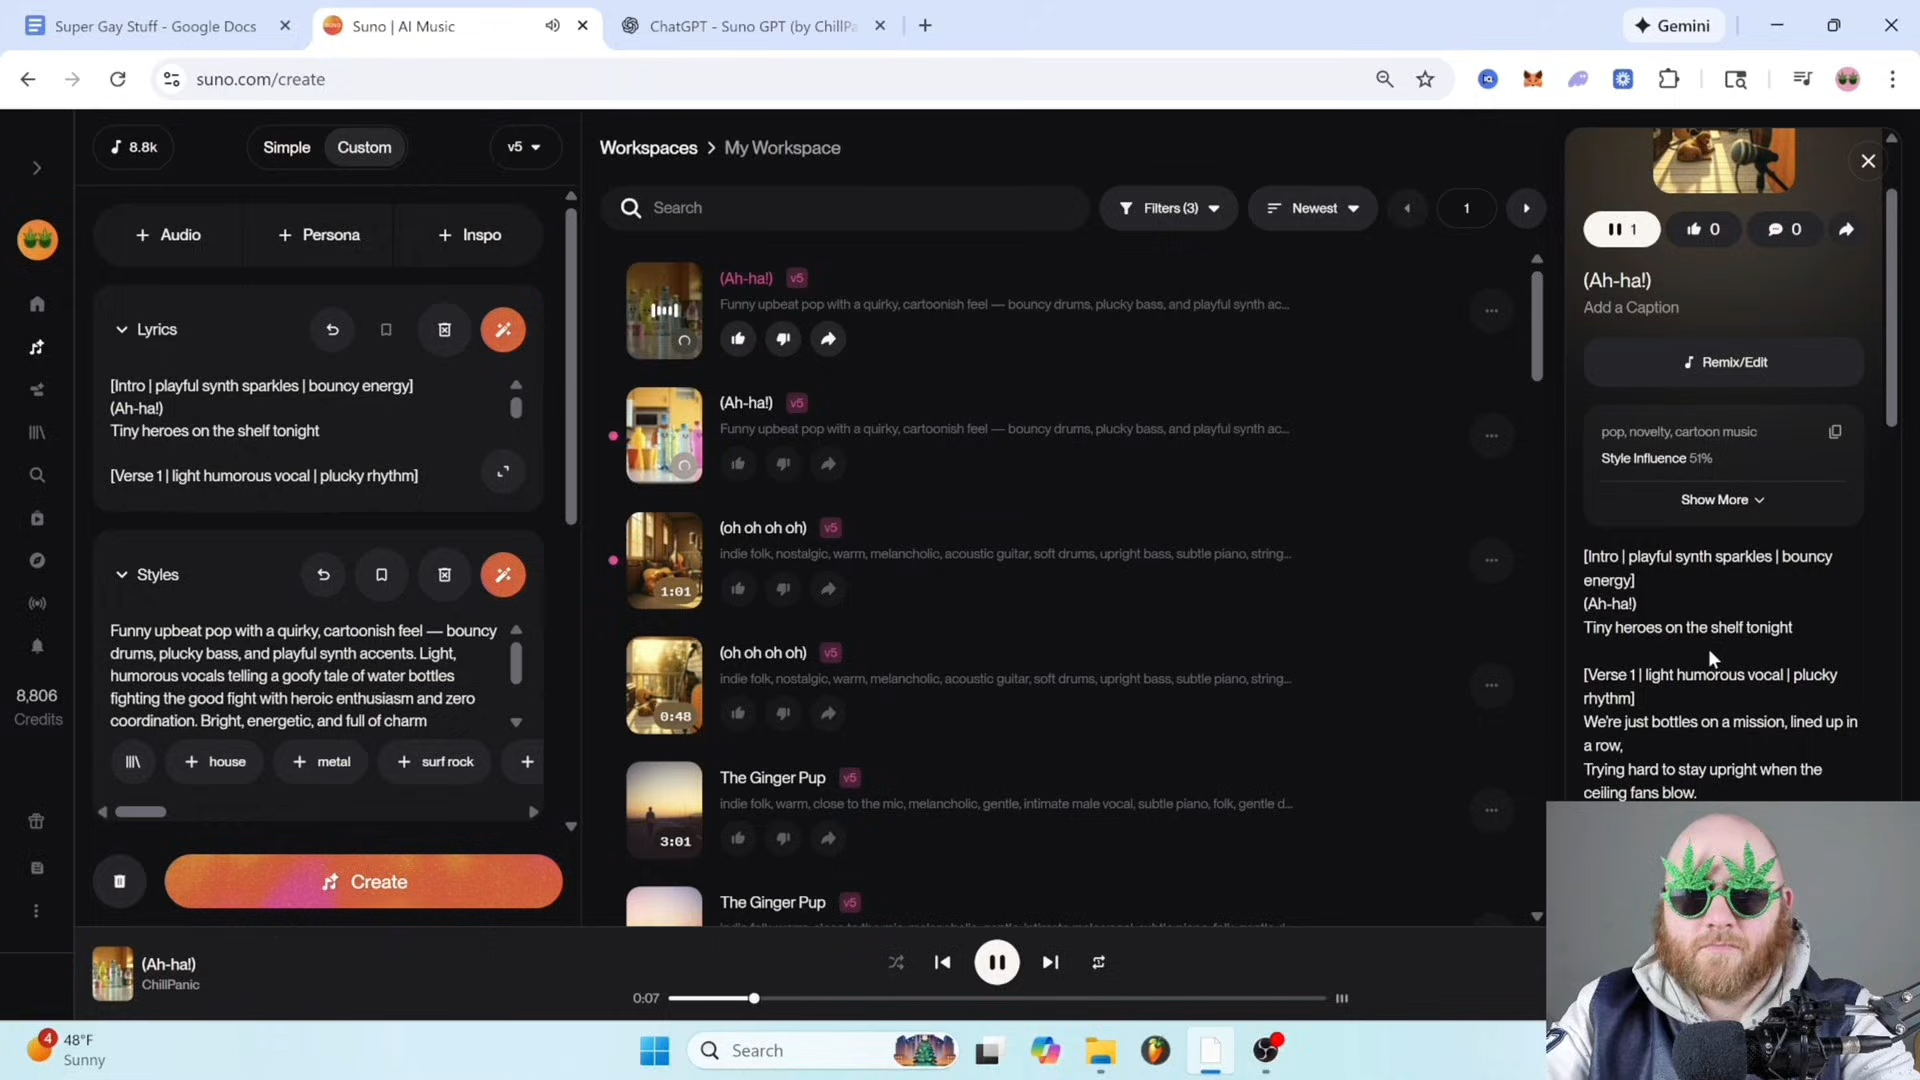 Super Gay Stuff - Google Docs
Suno | AI Music
ChatGPT - Suno GPT (by ChillPa
Gemini
suno.com/create
8.8k
Simple
Custom
v5
Workspaces > My Workspace
+ Audio
+ Persona
+ Inspo
Search
Filters (3)
Newest
1
Lyrics
[Intro | playful synth sparkles | bouncy energy]
(Ah-ha!)
Tiny heroes on the shelf tonight
[Verse 1 | light humorous vocal | plucky rhythm]
Styles
Funny upbeat pop with a quirky, cartoonish feel — bouncy
drums, plucky bass, and playful synth accents. Light,
humorous vocals telling a goofy tale of water bottles
fighting the good fight with heroic enthusiasm and zero
coordination. Bright, energetic, and full of charm
+ house
+ metal
+ surf rock
+
Create
8,806
Credits
(Ah-ha!) v5
Funny upbeat pop with a quirky, cartoonish feel — bouncy drums, plucky bass, and playful synth ac...
(Ah-ha!) v5
Funny upbeat pop with a quirky, cartoonish feel — bouncy drums, plucky bass, and playful synth ac...
(oh oh oh oh) v5
indie folk, nostalgic, warm, melancholic, acoustic guitar, soft drums, upright bass, subtle piano, string...
1:01
(oh oh oh oh) v5
indie folk, nostalgic, warm, melancholic, acoustic guitar, soft drums, upright bass, subtle piano, string...
0:48
The Ginger Pup v5
indie folk, warm, close to the mic, melancholic, gentle, intimate male vocal, subtle piano, folk, gentle d...
3:01
The Ginger Pup v5
1
0
0
(Ah-ha!)
Add a Caption
Remix/Edit
pop, novelty, cartoon music
Style Influence 51%
Show More
[Intro | playful synth sparkles | bouncy
energy]
(Ah-ha!)
Tiny heroes on the shelf tonight
[Verse 1 | light humorous vocal | plucky
rhythm]
We're just bottles on a mission, lined up in
a row,
Trying hard to stay upright when the
ceiling fans blow.
(Ah-ha!)
ChillPanic
0:07
4
48°F
Sunny
Search